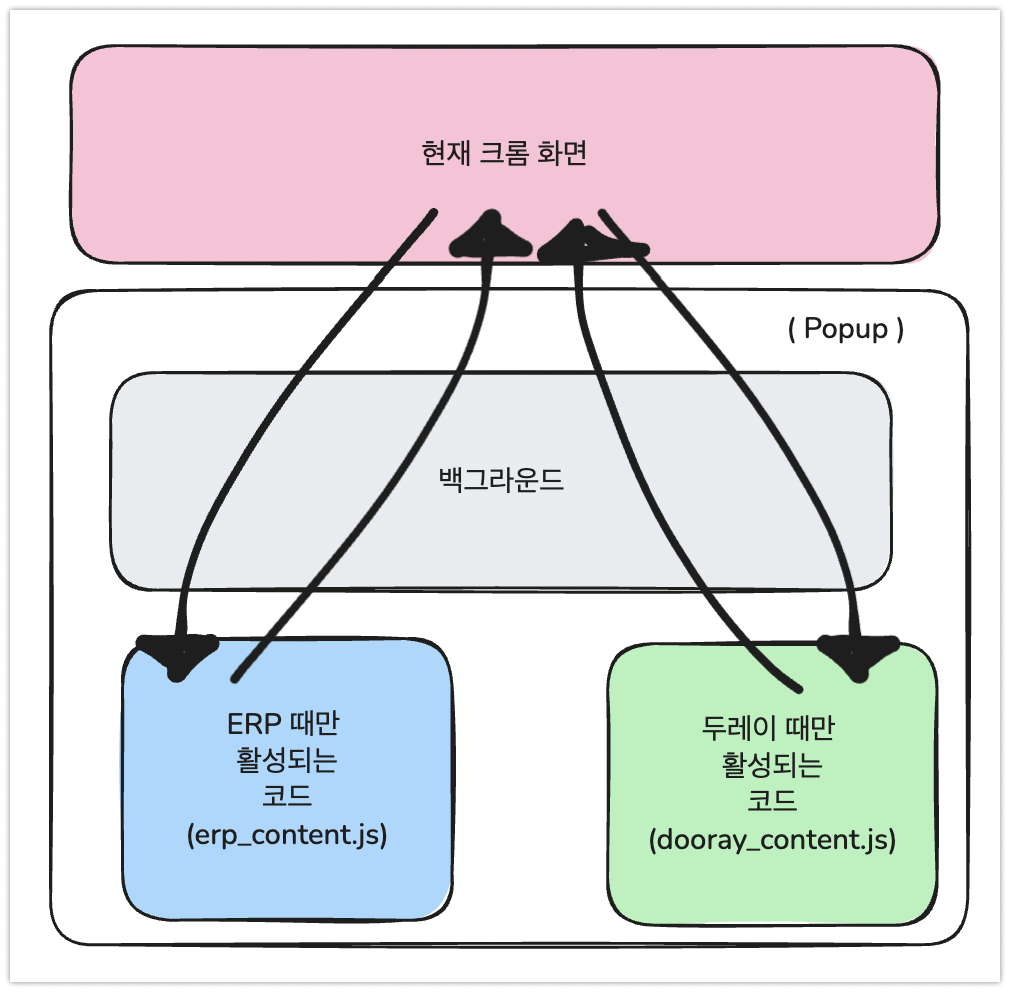 현재 크롬 화면
( Popup )
백그라운드
ERP 때만
활성되는
코드
(erp_content.js)
두레이 때만
활성되는
코드
(dooray_content.js)